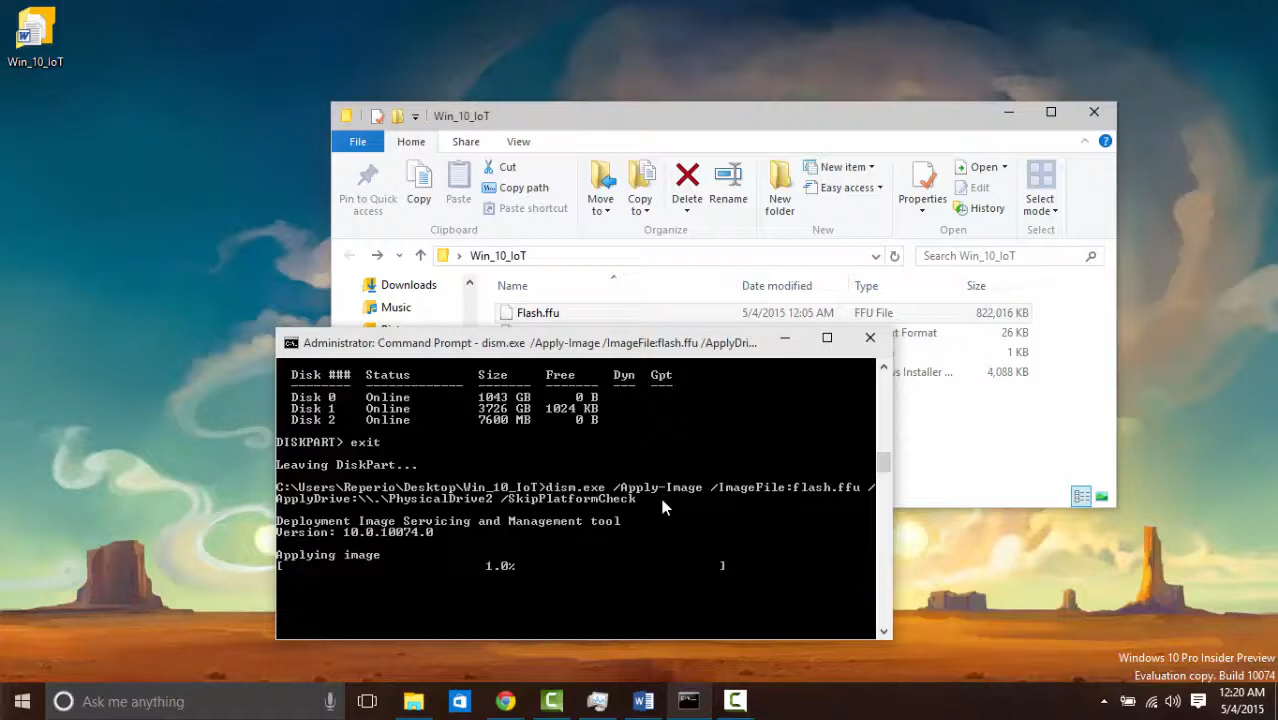 Win_10_IoT
Win_10_IoT
File Home Share View
Pin to Quick access
Copy
Paste
Cut
Copy path
Paste shortcut
Clipboard
Move to
Copy to
Delete
Rename
Organize
New folder
New item
Easy access
New
Properties
Open
Edit
History
Open
Select mode
Select
Win_10_IoT
Search Win_10_IoT
Downloads
Music
Name Date modified Type Size
Flash.ffu 5/4/2015 12:05 AM FFU File 822,016 KB
ext Format 26 KB
1 KB
ws Installer ... 4,088 KB
Administrator: Command Prompt - dism.exe /Apply-Image /ImageFile:flash.ffu /ApplyDri...
Disk ### Status Size Free Dyn Gpt
-------- ------------- ------- ------- --- ---
Disk 0 Online 1043 GB 0 B
Disk 1 Online 3726 GB 1024 KB
Disk 2 Online 7600 MB 0 B
DISKPART> exit
Leaving DiskPart...
C:\Users\Reperio\Desktop\Win_10_IoT>dism.exe /Apply-Image /ImageFile:flash.ffu /
ApplyDrive:\\.\PhysicalDrive2 /SkipPlatformCheck
Deployment Image Servicing and Management tool
Version: 10.0.10074.0
Applying image
[ 1.0% ]
Windows 10 Pro Insider Preview
Evaluation copy. Build 10074
Ask me anything
12:20 AM
5/4/2015